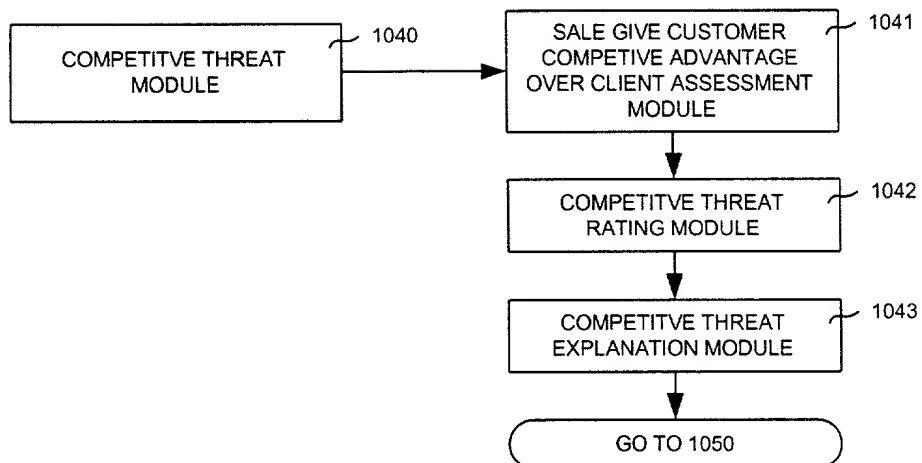 COMPETITVE THREAT
MODULE
1040
SALE GIVE CUSTOMER
COMPETIVE ADVANTAGE
OVER CLIENT ASSESSMENT
MODULE
1041
COMPETITVE THREAT
RATING MODULE
1042
COMPETITVE THREAT
EXPLANATION MODULE
1043
GO TO 1050